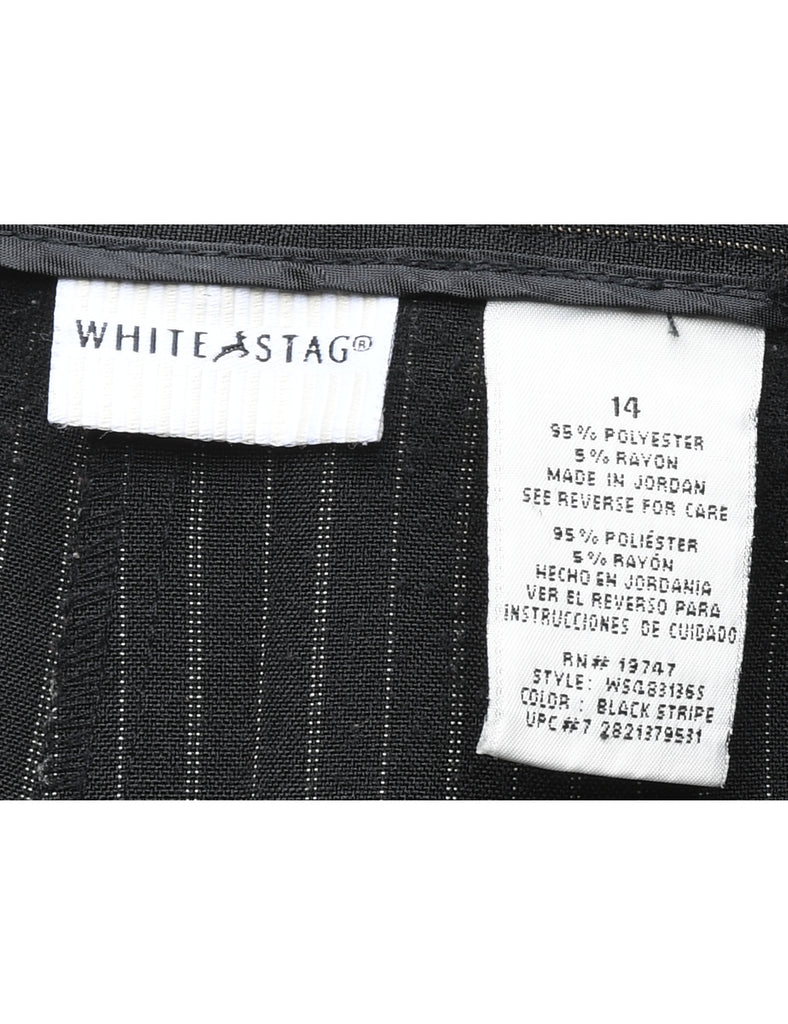 WHITE STAG®
14
95% POLYESTER
5% RAYON
MADE IN JORDAN
SEE REVERSE FOR CARE
95% POLIÉSTER
5% RAYÓN
HECHO EN JORDANIA
VER EL REVERSO PARA
INSTRUCCIONES DE CUIDADO
RN# 19747
STYLE: WS483136S
COLOR: BLACK STRIPE
UPC#7 2821379531